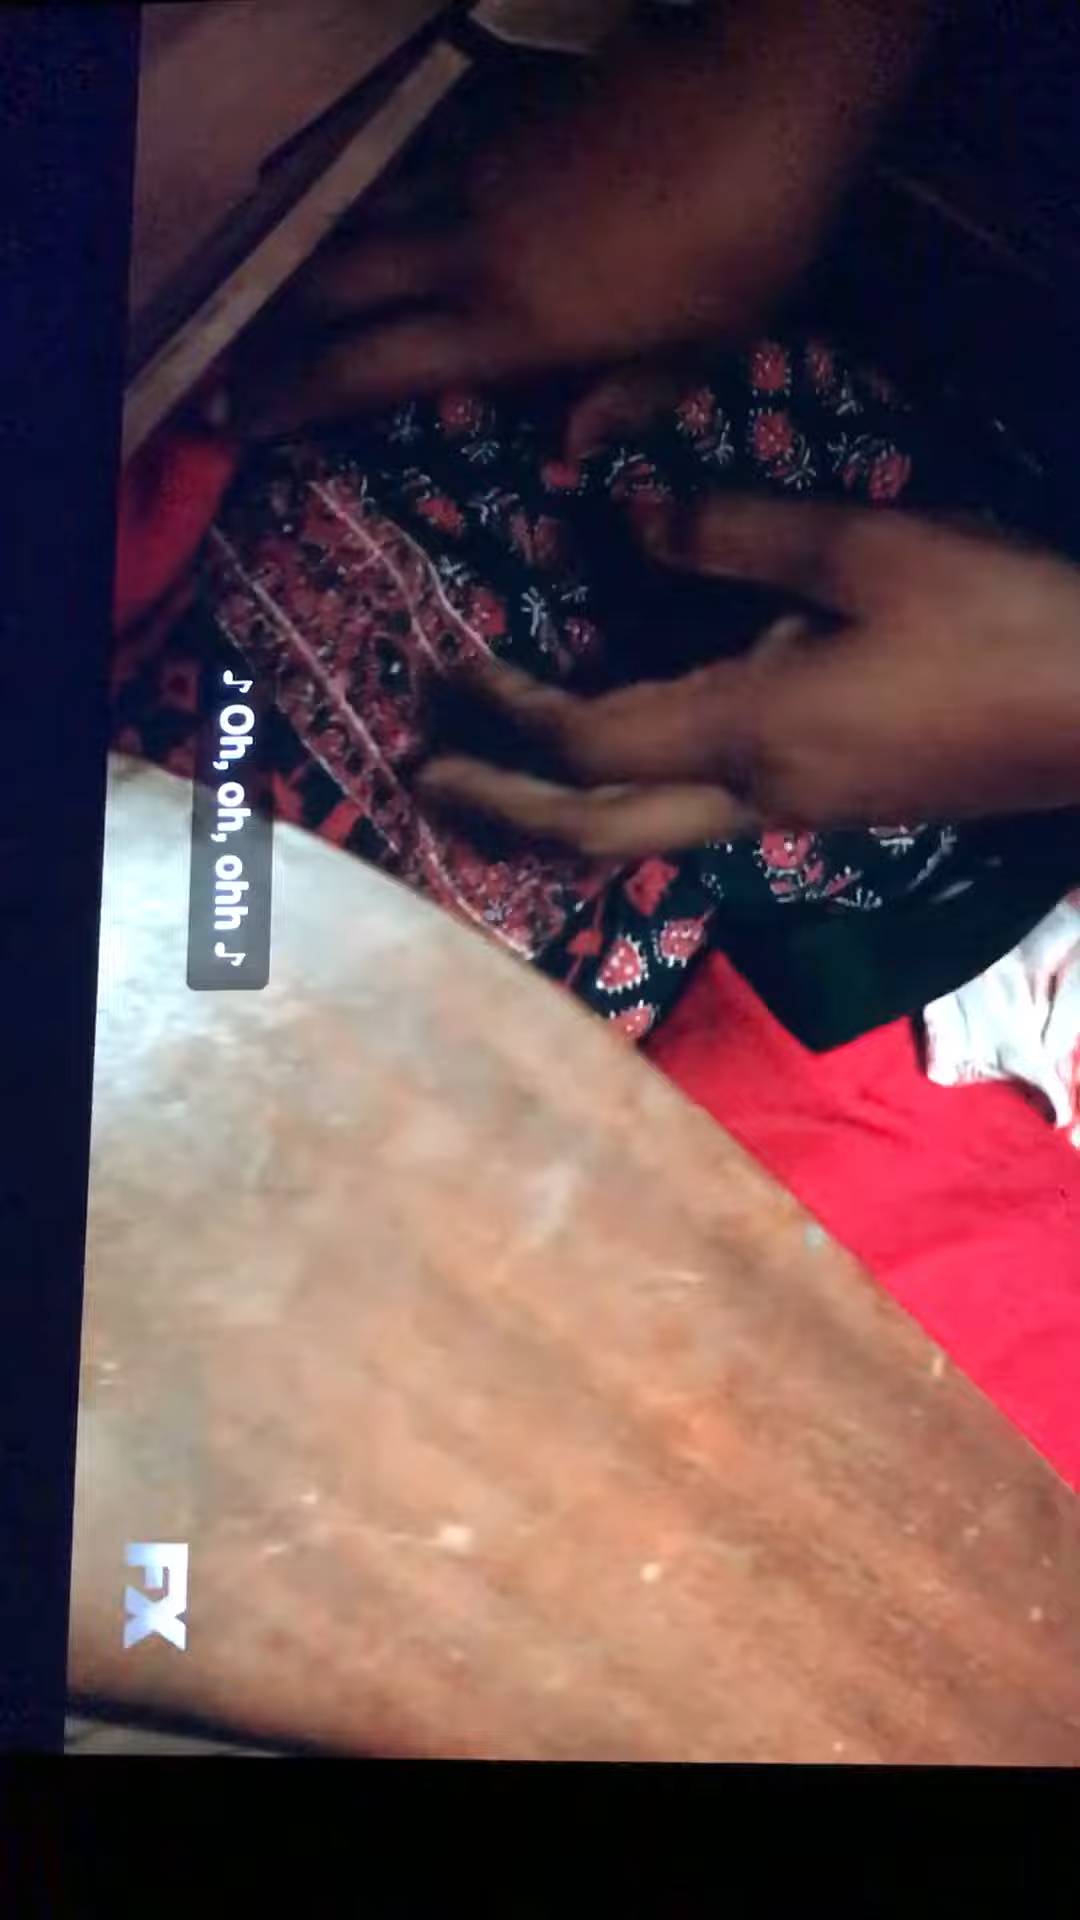 ♪ Oh, oh, ohh ♪
FX